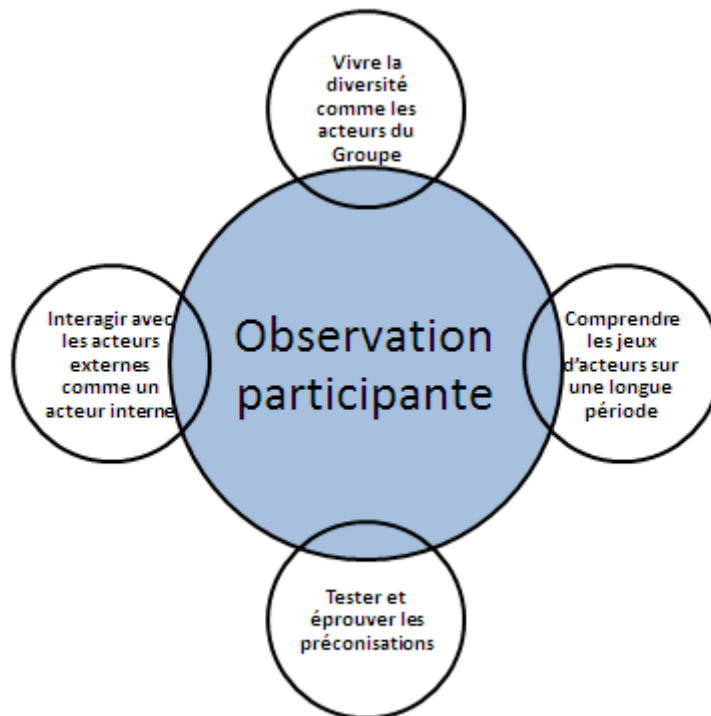 Vivre la
diversité
comme les
acteurs du
Groupe
Interagir avec
les acteurs
externes
comme un
acteur interne
Observation
participante
Comprendre
les jeux
d'acteurs sur
une longue
période
Tester et
éprouver les
préconisations